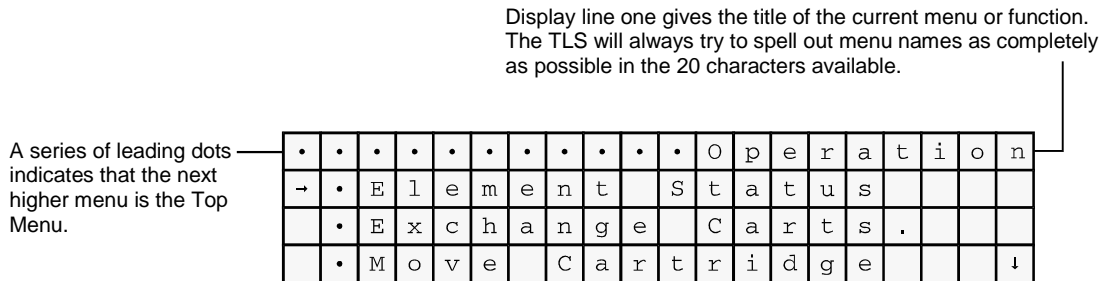 Display line one gives the title of the current menu or function.
The TLS will always try to spell out menu names as completely
as possible in the 20 characters available.
A series of leading dots
indicates that the next
higher menu is the Top
Menu.
•••••••••••Operation
→•Element Status
•Exchange Carts.
•Move Cartridge ↓